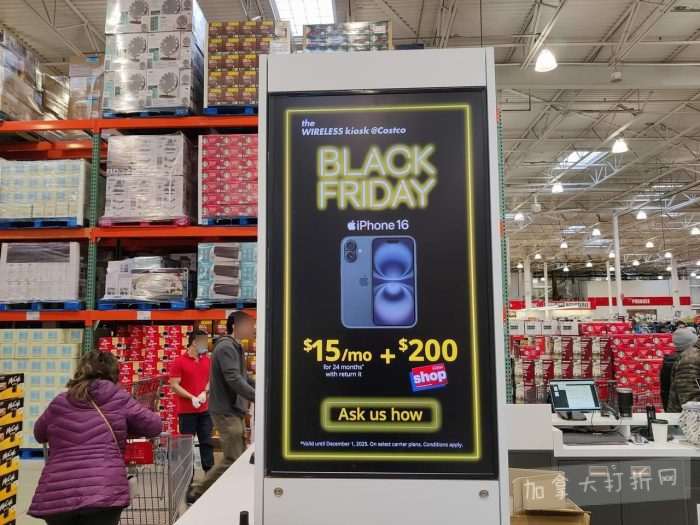 the
WIRELESS kiosk @Costco
BLACK
FRIDAY
iPhone 16
$15/mo + $200
for 24 months*
with return it
shop
Ask us how
*Valid until December 1, 2025. On select carrier plans. Conditions apply.
PRODUCE
加拿大打折网